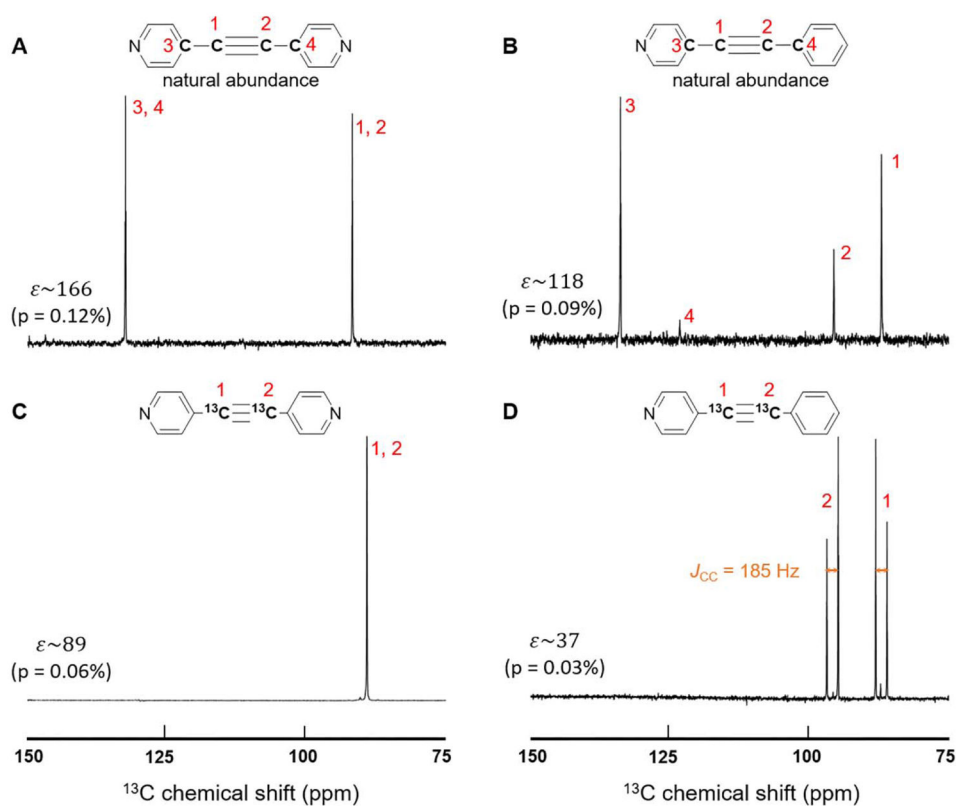 A
1 2
N 3 C C C C 4 N
natural abundance
3, 4
1, 2
ε~166
(p = 0.12%)
B
1 2
N 3 C C C C 4
natural abundance
3
4
2
1
ε~118
(p = 0.09%)
C
1 2
N ¹³C ¹³C N
1, 2
ε~89
(p = 0.06%)
150 125 100 75
¹³C chemical shift (ppm)
D
1 2
N ¹³C ¹³C
2
1
J_CC = 185 Hz
ε~37
(p = 0.03%)
150 125 100 75
¹³C chemical shift (ppm)